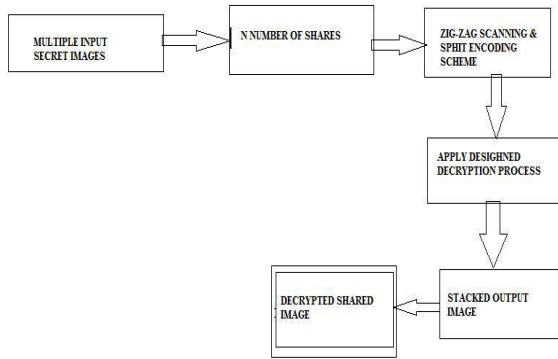 MULTIPLE INPUT
SECRET IMAGES
N NUMBER OF SHARES
ZIG-ZAG SCANNING &
SPHIT ENCODING
SCHEME
APPLY DESIGHNED
DECRYPTION PROCESS
STACKED OUTPUT
IMAGE
DECRYPTED SHARED
IMAGE